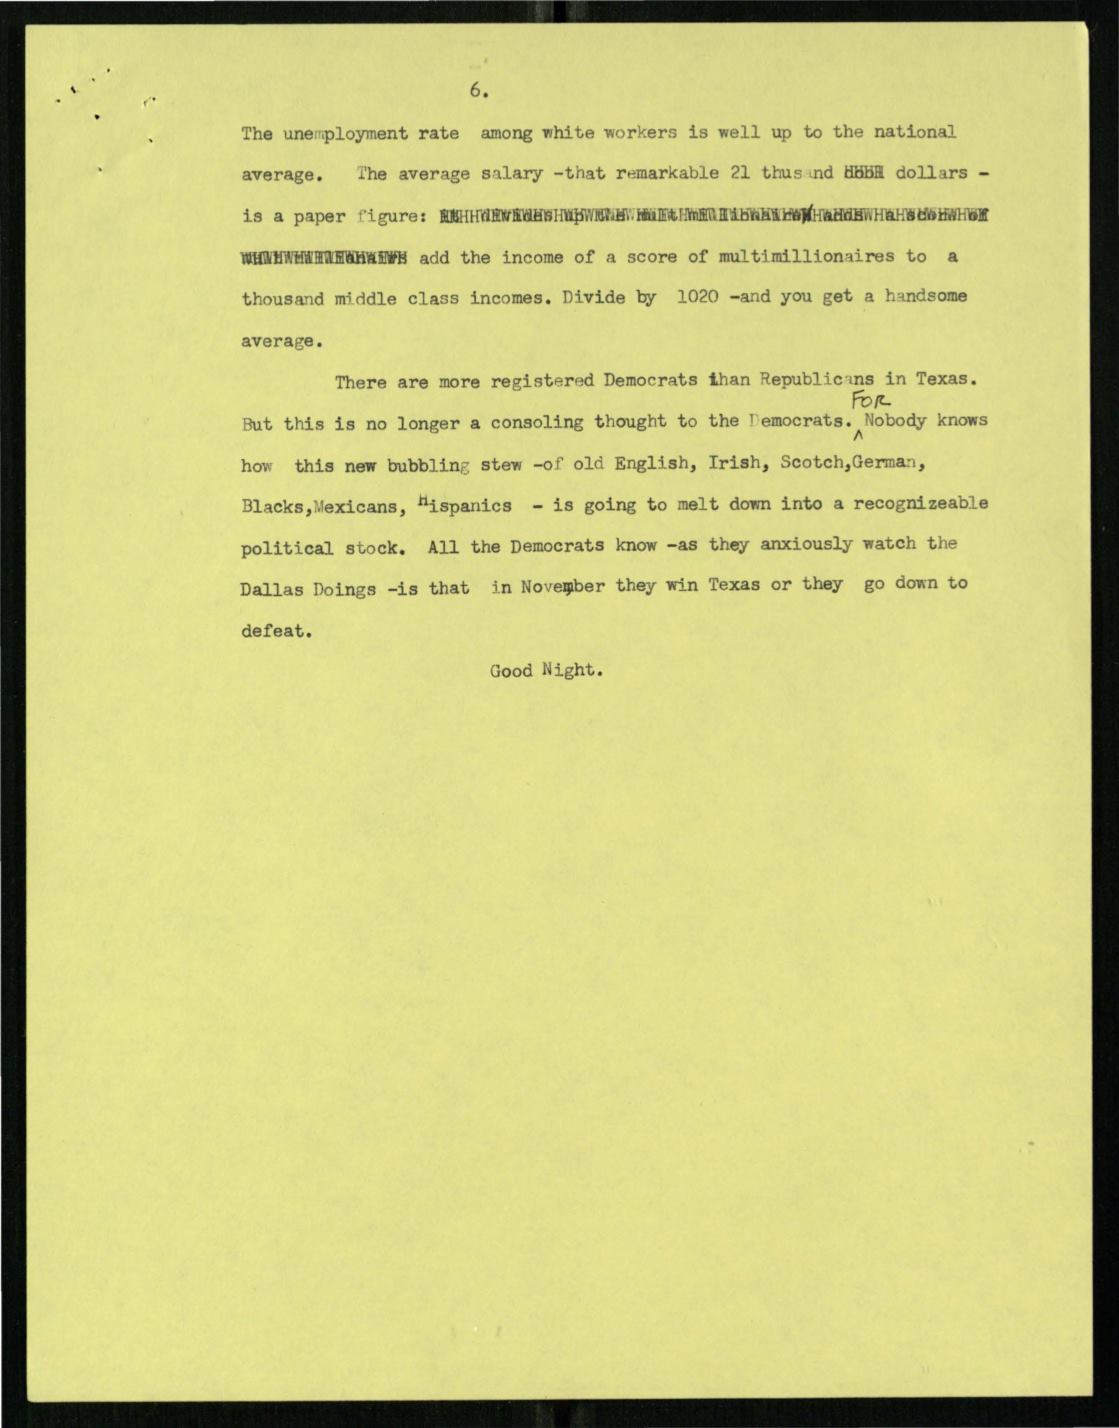 6.
The unemployment rate among white workers is well up to the national
average. The average salary -that remarkable 21 thusand dollars -
is a paper figure:
add the income of a score of multimillionaires to a
thousand middle class incomes. Divide by 1020 -and you get a handsome
average.
There are more registered Democrats than Republicans in Texas.
FOR
But this is no longer a consoling thought to the Democrats. Nobody knows
how this new bubbling stew -of old English, Irish, Scotch,German,
Blacks,Mexicans, Hispanics - is going to melt down into a recognizeable
political stock. All the Democrats know -as they anxiously watch the
Dallas Doings -is that in November they win Texas or they go down to
defeat.
Good Night.